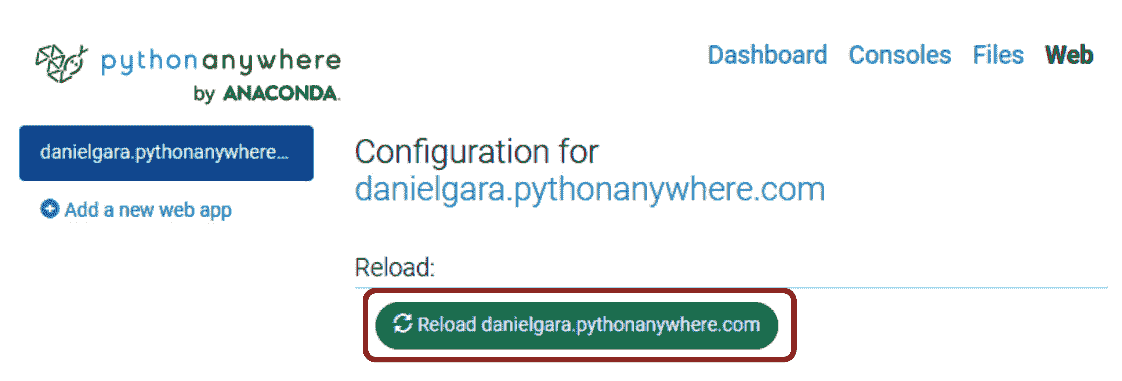 pythonanywhere
by ANACONDA.
Dashboard Consoles Files Web
danielgara.pythonanywhere...
Add a new web app
Configuration for
danielgara.pythonanywhere.com
Reload:
Reload danielgara.pythonanywhere.com